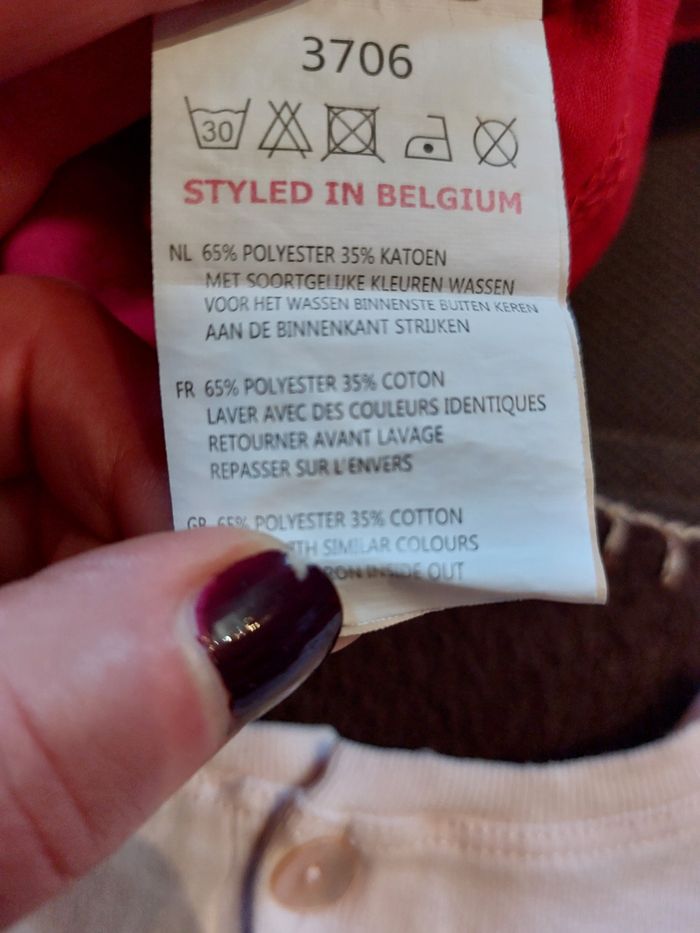 3706
30
STYLED IN BELGIUM
NL 65% POLYESTER 35% KATOEN
MET SOORTGELIJKE KLEUREN WASSEN
VOOR HET WASSEN BINNENSTE BUITEN KEREN
AAN DE BINNENKANT STRIJKEN
FR 65% POLYESTER 35% COTON
LAVER AVEC DES COULEURS IDENTIQUES
RETOURNER AVANT LAVAGE
REPASSER SUR L'ENVERS
GB 65% POLYESTER 35% COTTON
SIMILAR COLOURS
INSIDE OUT